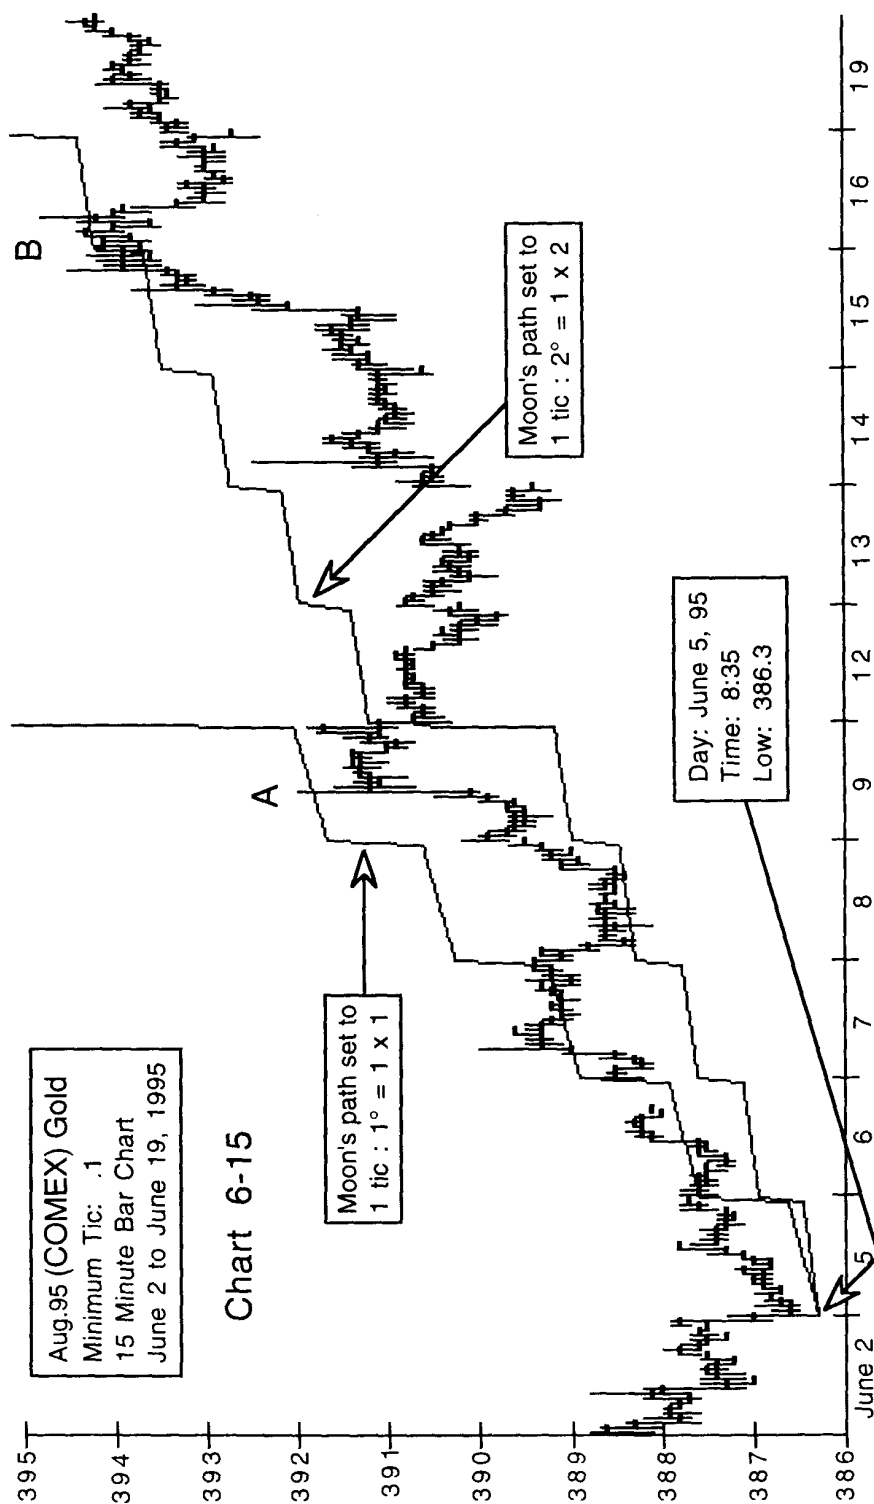 Aug.95 (COMEX) Gold
Minimum Tic: .1
15 Minute Bar Chart
June 2 to June 19, 1995
Chart 6-15
Moon's path set to
1 tic : 1° = 1 x 1
A
B
Moon's path set to
1 tic : 2° = 1 x 2
Day: June 5, 95
Time: 8:35
Low: 386.3
395
394
393
392
391
390
389
388
387
386
June 2 5 6 7 8 9 12 13 14 15 16 19